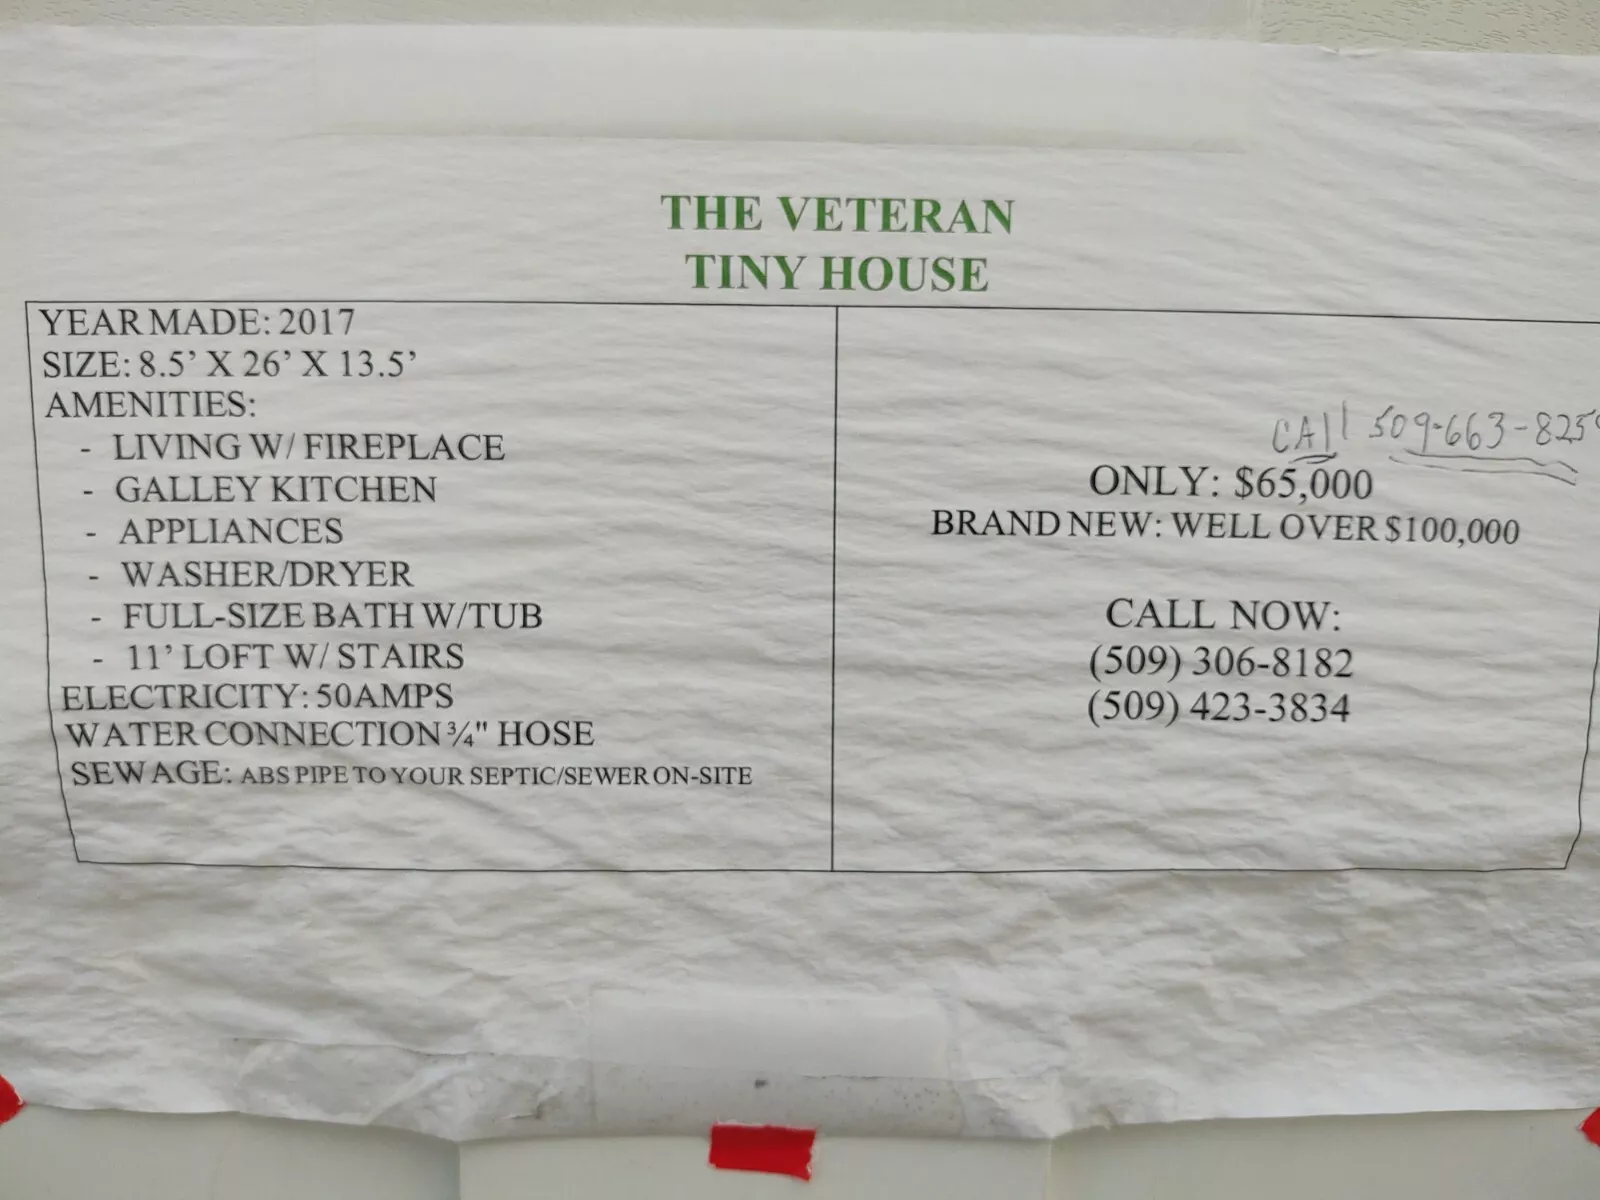 THE VETERAN
TINY HOUSE
YEAR MADE: 2017
SIZE: 8.5’ X 26’ X 13.5’
AMENITIES:
- LIVING W/ FIREPLACE
- GALLEY KITCHEN
- APPLIANCES
- WASHER/DRYER
- FULL-SIZE BATH W/TUB
- 11’ LOFT W/ STAIRS
ELECTRICITY: 50AMPS
WATER CONNECTION ¾" HOSE
SEWAGE: ABS PIPE TO YOUR SEPTIC/SEWER ON-SITE
CAll
ONLY: $65,000
BRAND NEW: WELL OVER $100,000
CALL NOW:
(509) 306-8182
(509) 423-3834